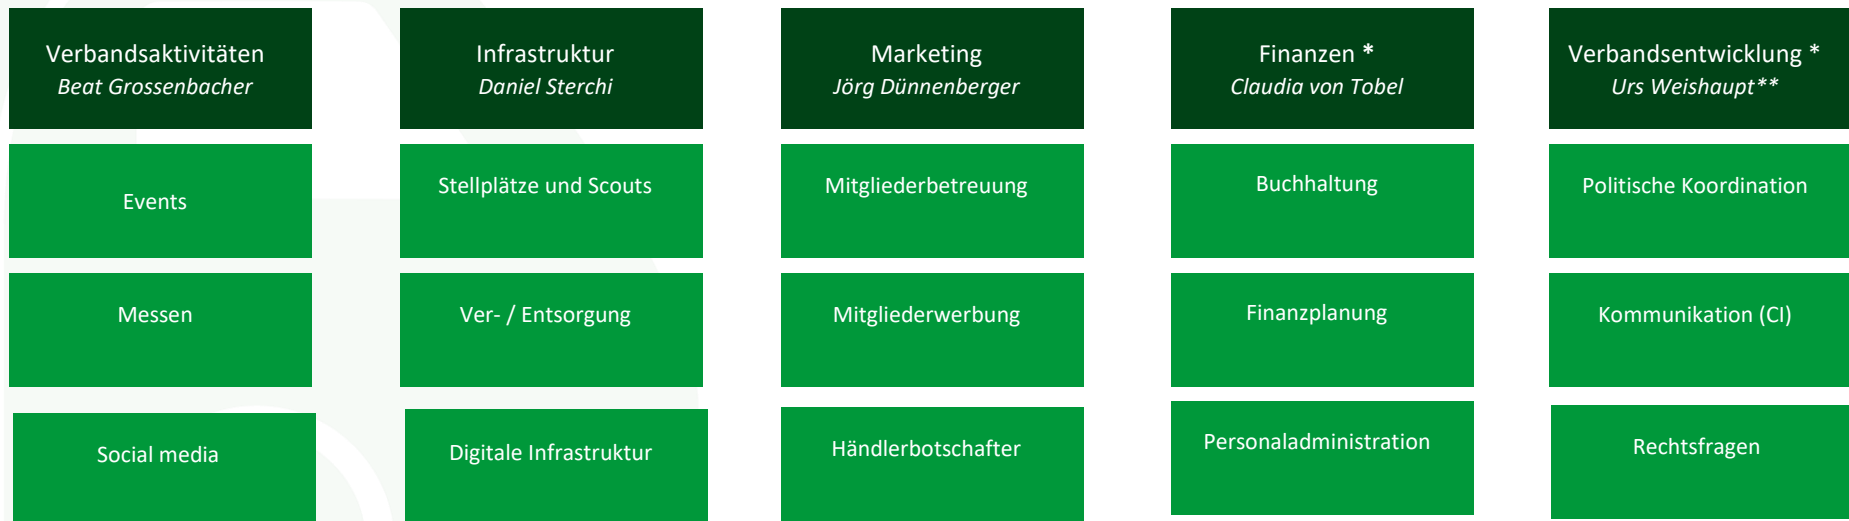 Verbandsaktivitäten
Beat Grossenbacher
Infrastruktur
Daniel Sterchi
Marketing
Jörg Dünnenberger
Finanzen *
Claudia von Tobel
Verbandsentwicklung *
Urs Weishaupt**
Events
Stellplätze und Scouts
Mitgliederbetreuung
Buchhaltung
Politische Koordination
Messen
Ver- / Entsorgung
Mitgliederwerbung
Finanzplanung
Kommunikation (CI)
Social media
Digitale Infrastruktur
Händlerbotschafter
Personaladministration
Rechtsfragen